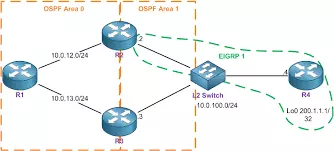 OSPF Area 0
OSPF Area 1
10.0.12.0/24
.2
R2
EIGRP 1
R1
L2 Switch
.4
R4
10.0.13.0/24
10.0.100.0/24
.3
R3
Lo0 200.1.1.1/
32